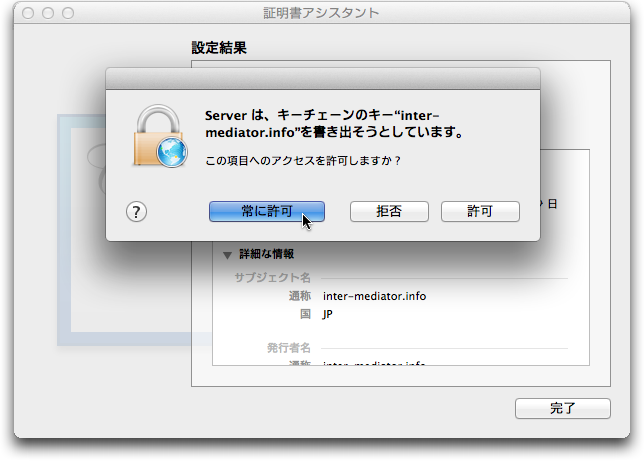 証明書アシスタント
設定結果
Server は、キーチェーンのキー“inter-
mediator.info”を書き出そうとしています。
この項目へのアクセスを許可しますか？
?
常に許可
拒否
許可
日
詳細な情報
サブジェクト名
通称 inter-mediator.info
国 JP
発行者名
通称 inter-mediator.info
完了